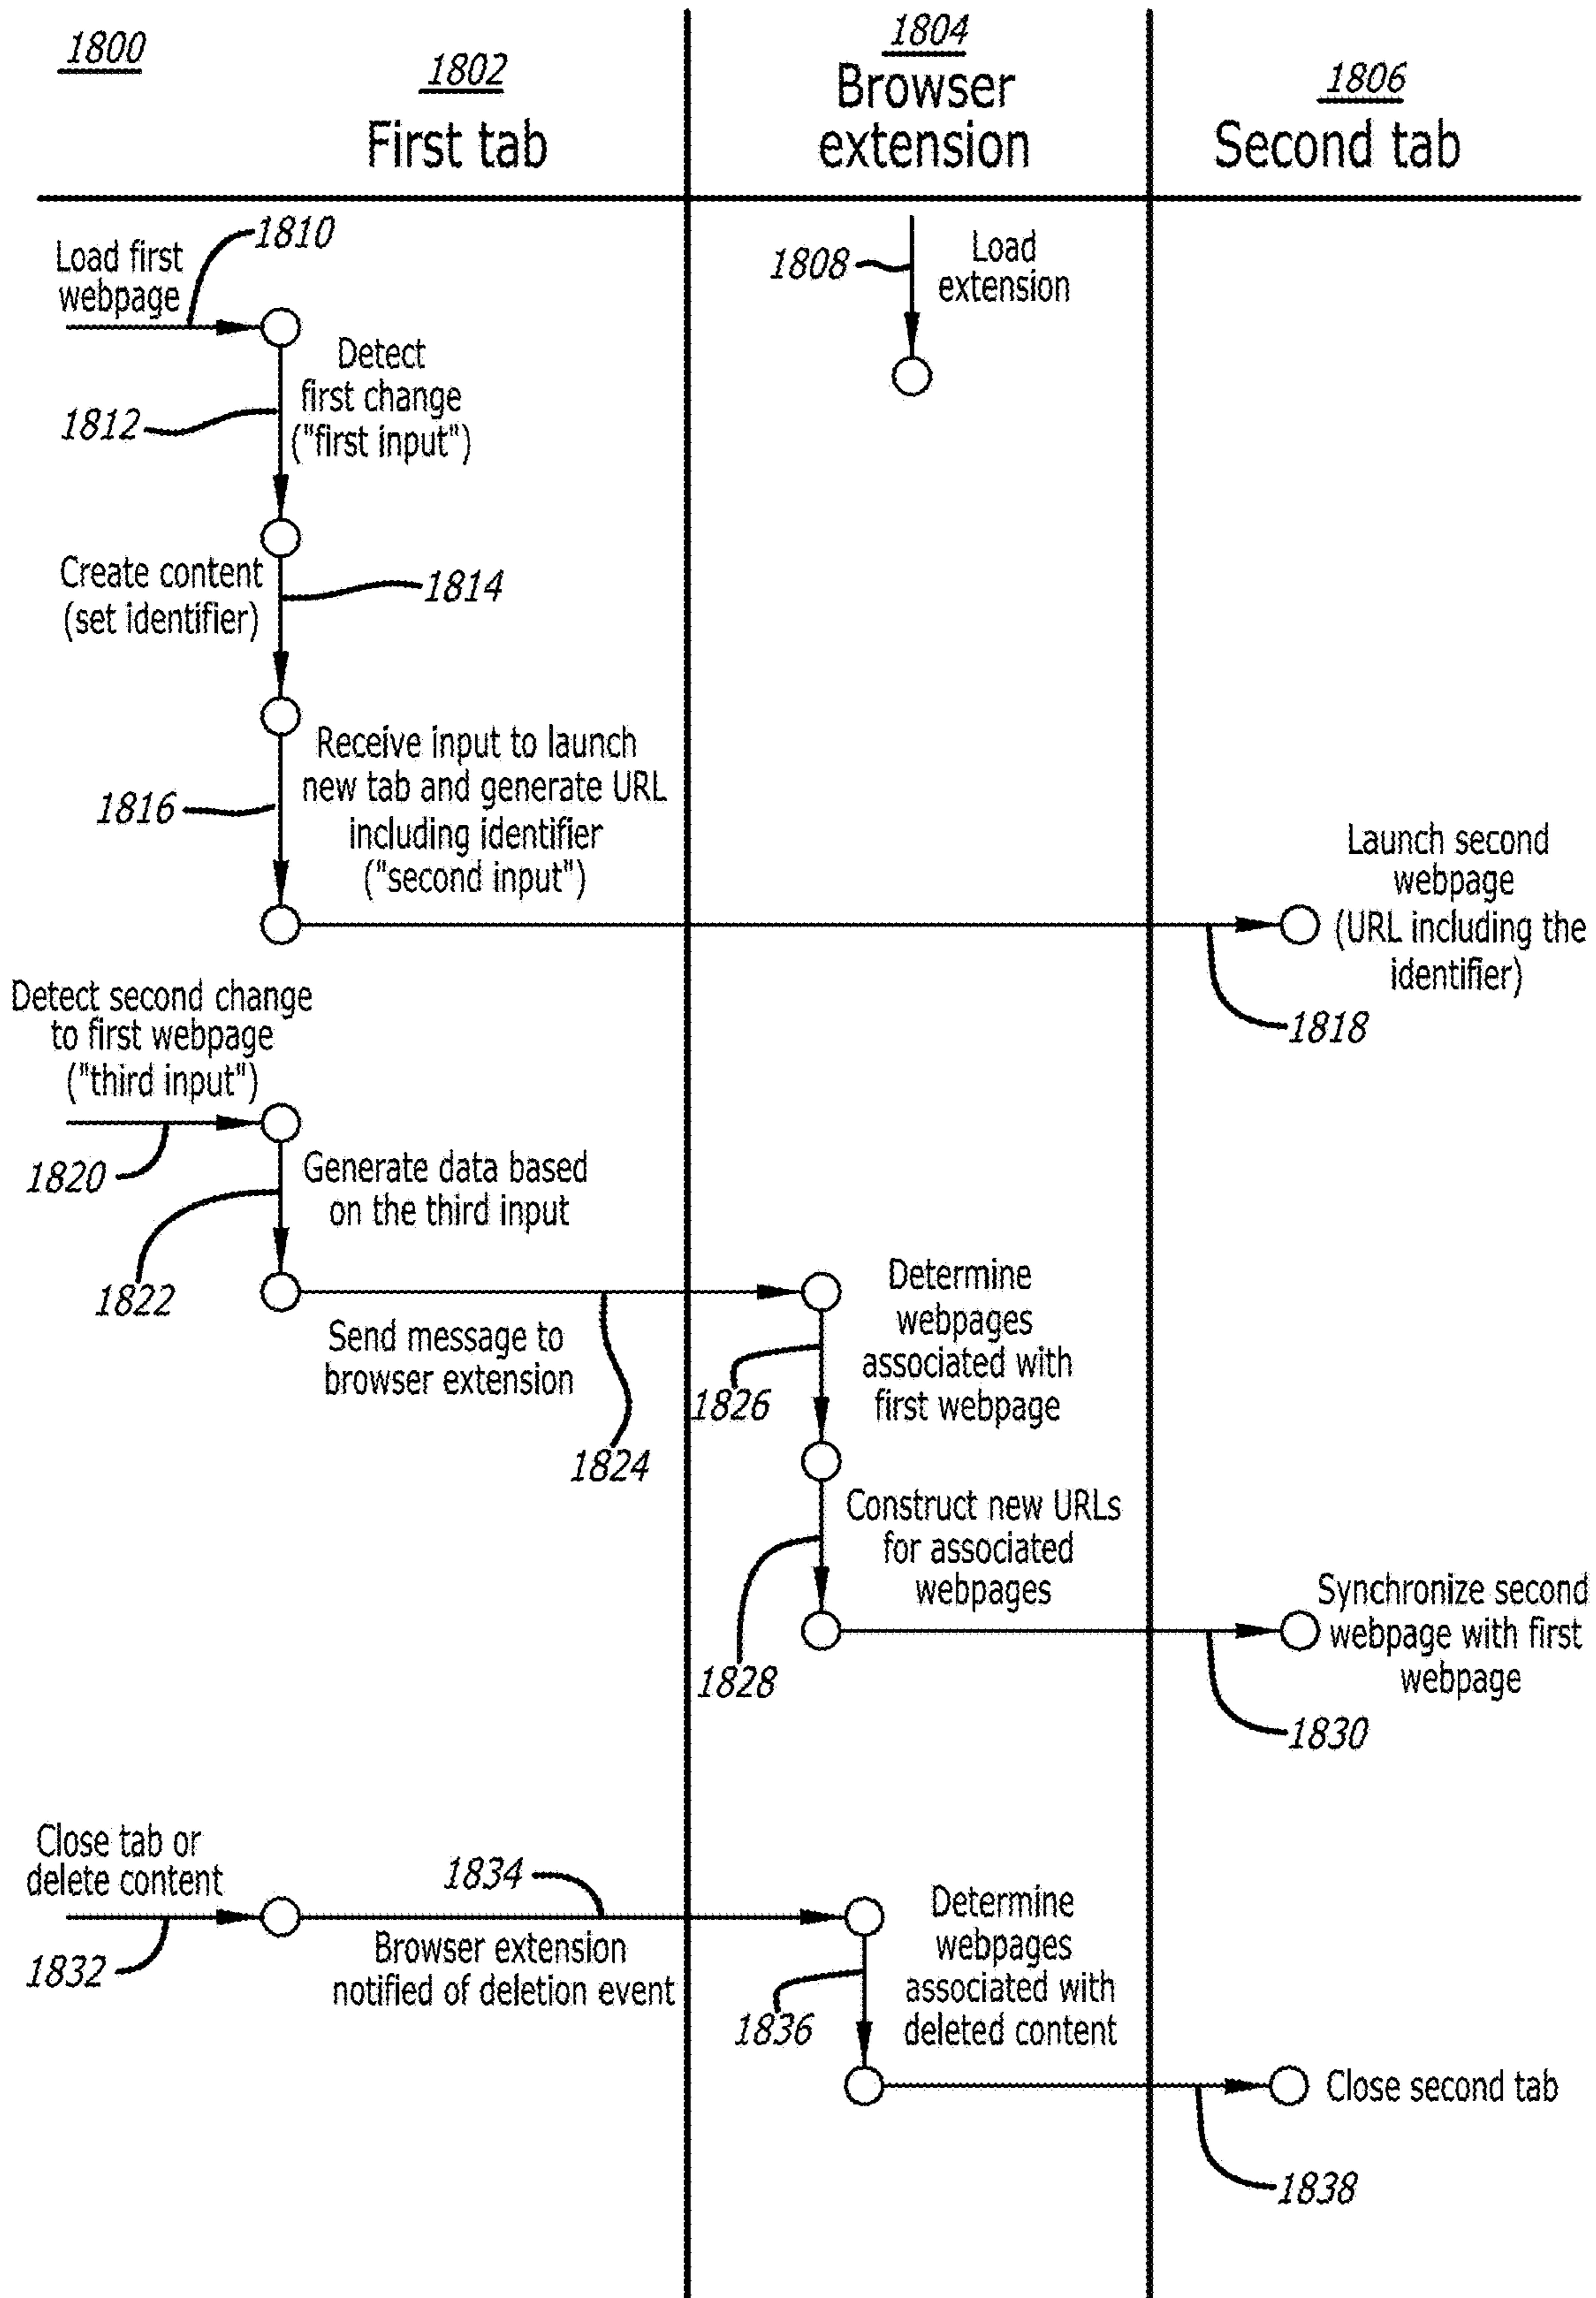 1800
1802
First tab
1804
Browser
extension
1806
Second tab
Load first
webpage
1810
1808
Load
extension
Detect
first change
("first input")
1812
Create content
(set identifier)
1814
Receive input to launch
new tab and generate URL
including identifier
("second input")
1816
Launch second
webpage
(URL including the
identifier)
1818
Detect second change
to first webpage
("third input")
1820
Generate data based
on the third input
1822
Send message to
browser extension
1824
Determine
webpages
associated with
first webpage
1826
Construct new URLs
for associated
webpages
1828
Synchronize second
webpage with first
webpage
1830
Close tab or
delete content
1832
1834
Browser extension
notified of deletion event
Determine
webpages
associated with
deleted content
1836
Close second tab
1838